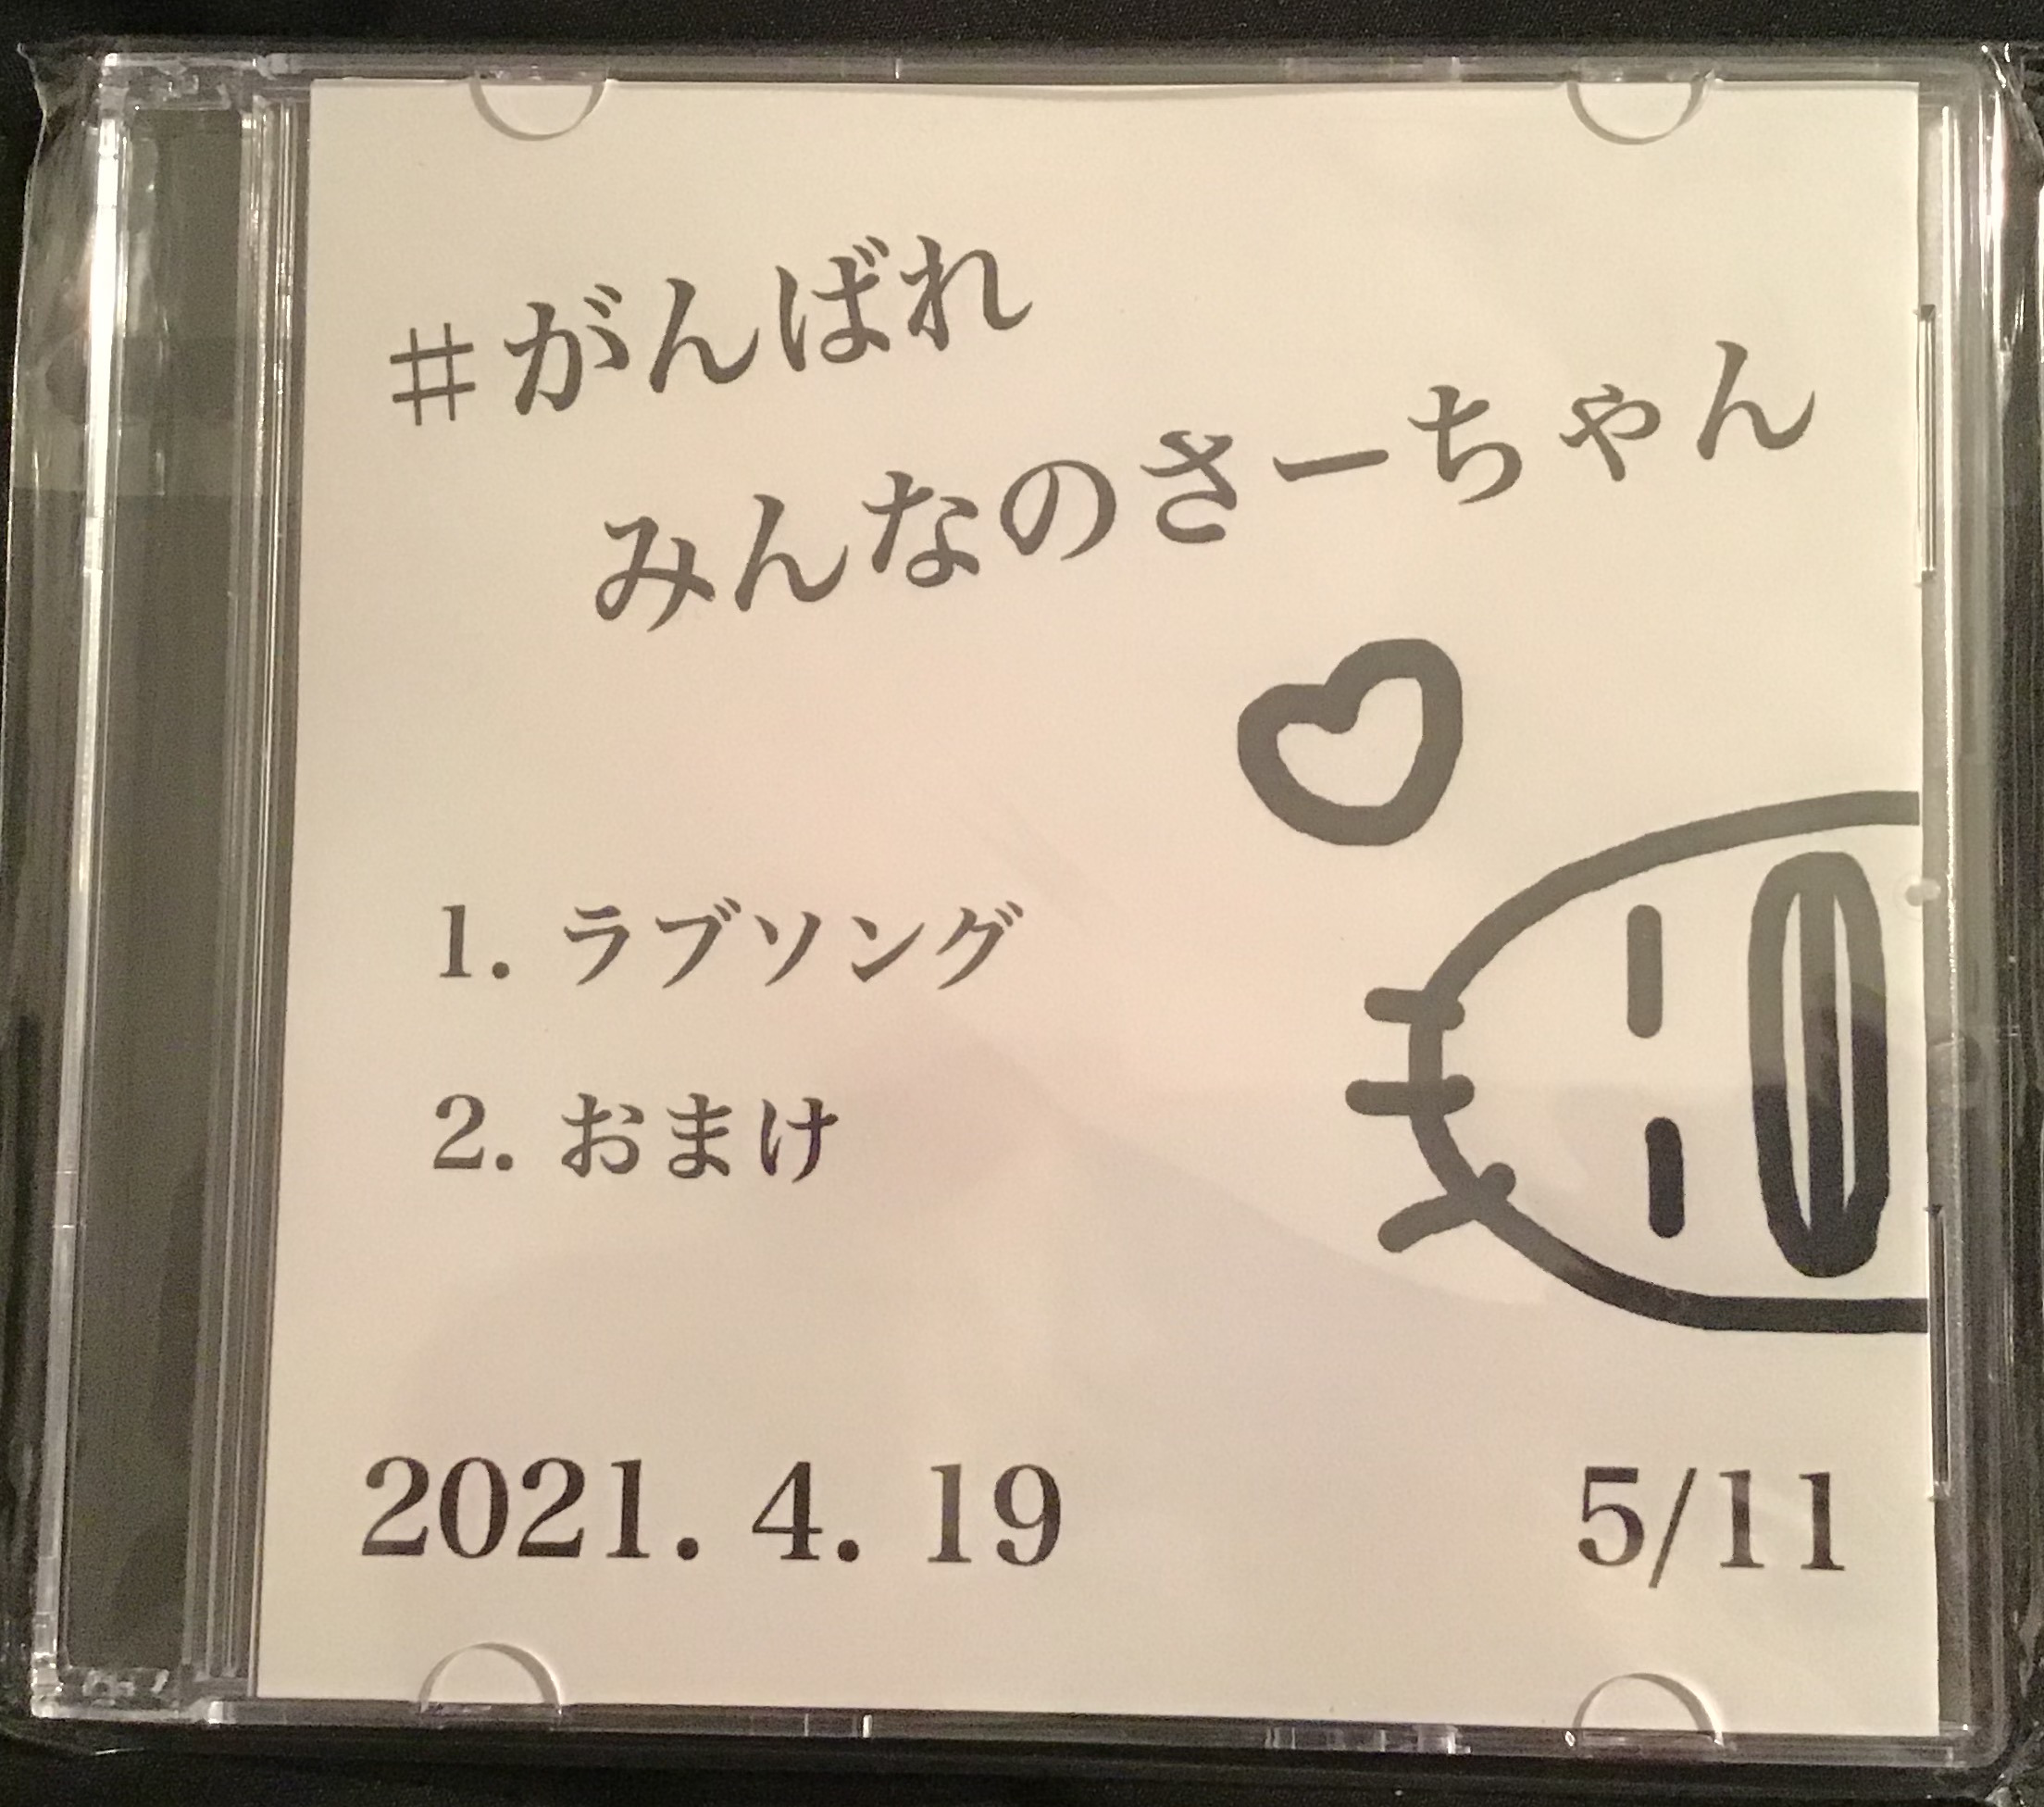 #がんばれ
みんなのさーちゃん
1. ラブソング
2. おまけ
2021. 4. 19
5/11